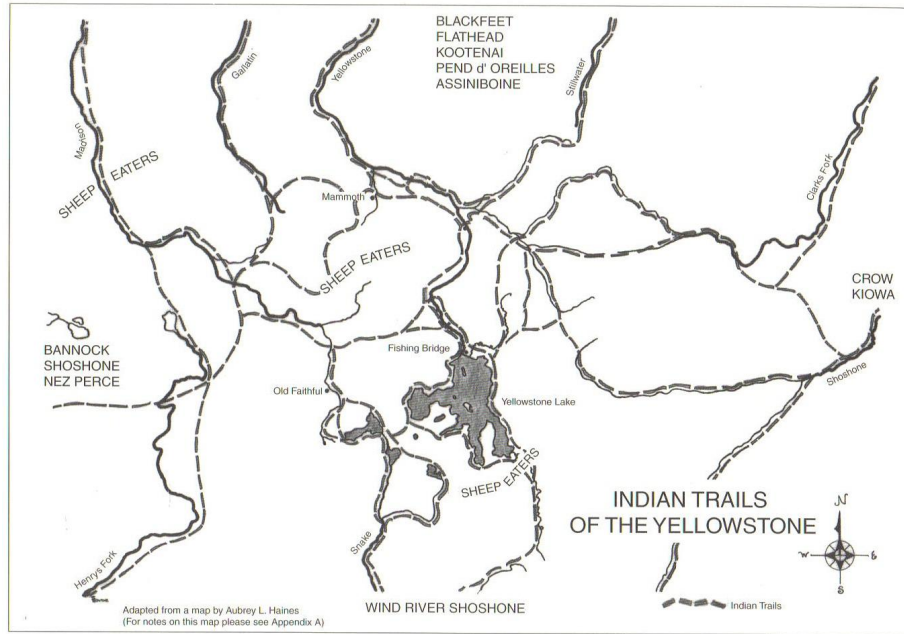 BLACKFEET
FLATHEAD
KOOTENAI
PEND d' OREILLES
ASSINIBOINE
Gallatin
Yellowstone
Stillwater
Madison
SHEEP EATERS
Clarks Fork
Mammoth
SHEEP EATERS
CROW
KIOWA
BANNOCK
SHOSHONE
NEZ PERCE
Fishing Bridge
Shoshone
Old Faithful
Yellowstone Lake
SHEEP EATERS
INDIAN TRAILS
OF THE YELLOWSTONE
N
W
E
S
Snake
Henrys Fork
Adapted from a map by Aubrey L. Haines
(For notes on this map please see Appendix A)
WIND RIVER SHOSHONE
Indian Trails